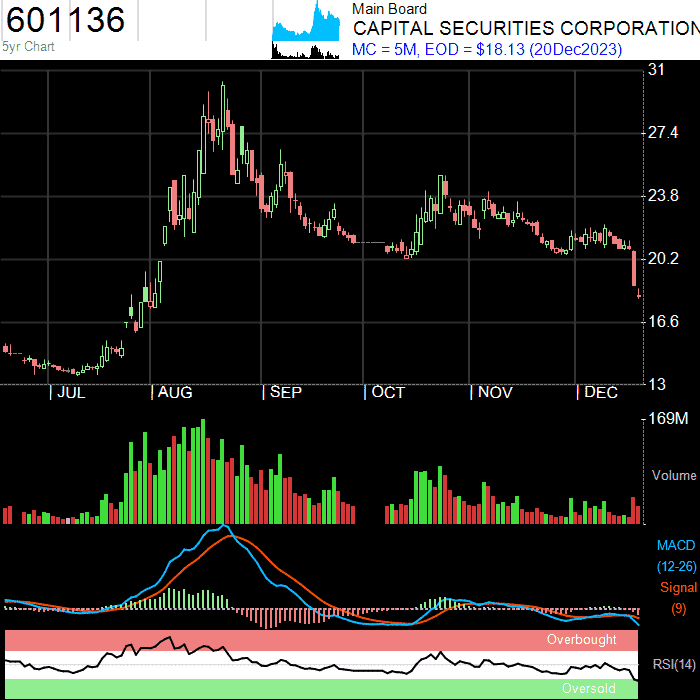 601136
5yr Chart
Main Board
CAPITAL SECURITIES CORPORATION
MC = 5M, EOD = $18.13 (20Dec2023)
31
27.4
23.8
20.2
16.6
13
JUL
AUG
SEP
OCT
NOV
DEC
169M
Volume
MACD
(12-26)
Signal
(9)
Overbought
RSI(14)
Oversold